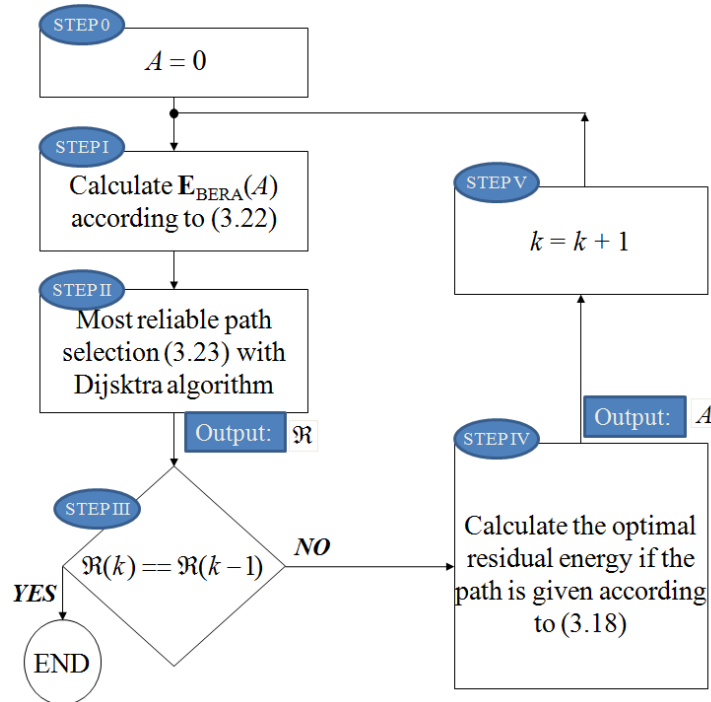 STEP 0
A = 0
STEP I
Calculate E_BERA(A)
according to (3.22)
STEP II
Most reliable path
selection (3.23) with
Dijsktra algorithm
Output: ℜ
STEP III
ℜ(k) == ℜ(k−1)
NO
YES
END
STEP IV
Calculate the optimal
residual energy if the
path is given according
to (3.18)
Output: A
STEP V
k = k + 1